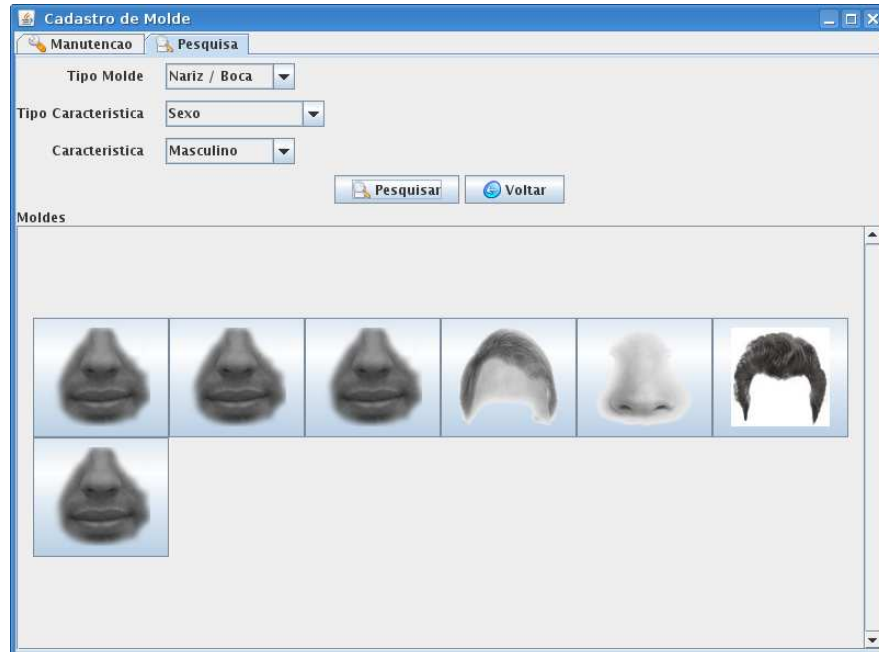 Cadastro de Molde
Manutencao Pesquisa
Tipo Molde Nariz / Boca
Tipo Caracteristica Sexo
Caracteristica Masculino
Pesquisar Voltar
Moldes